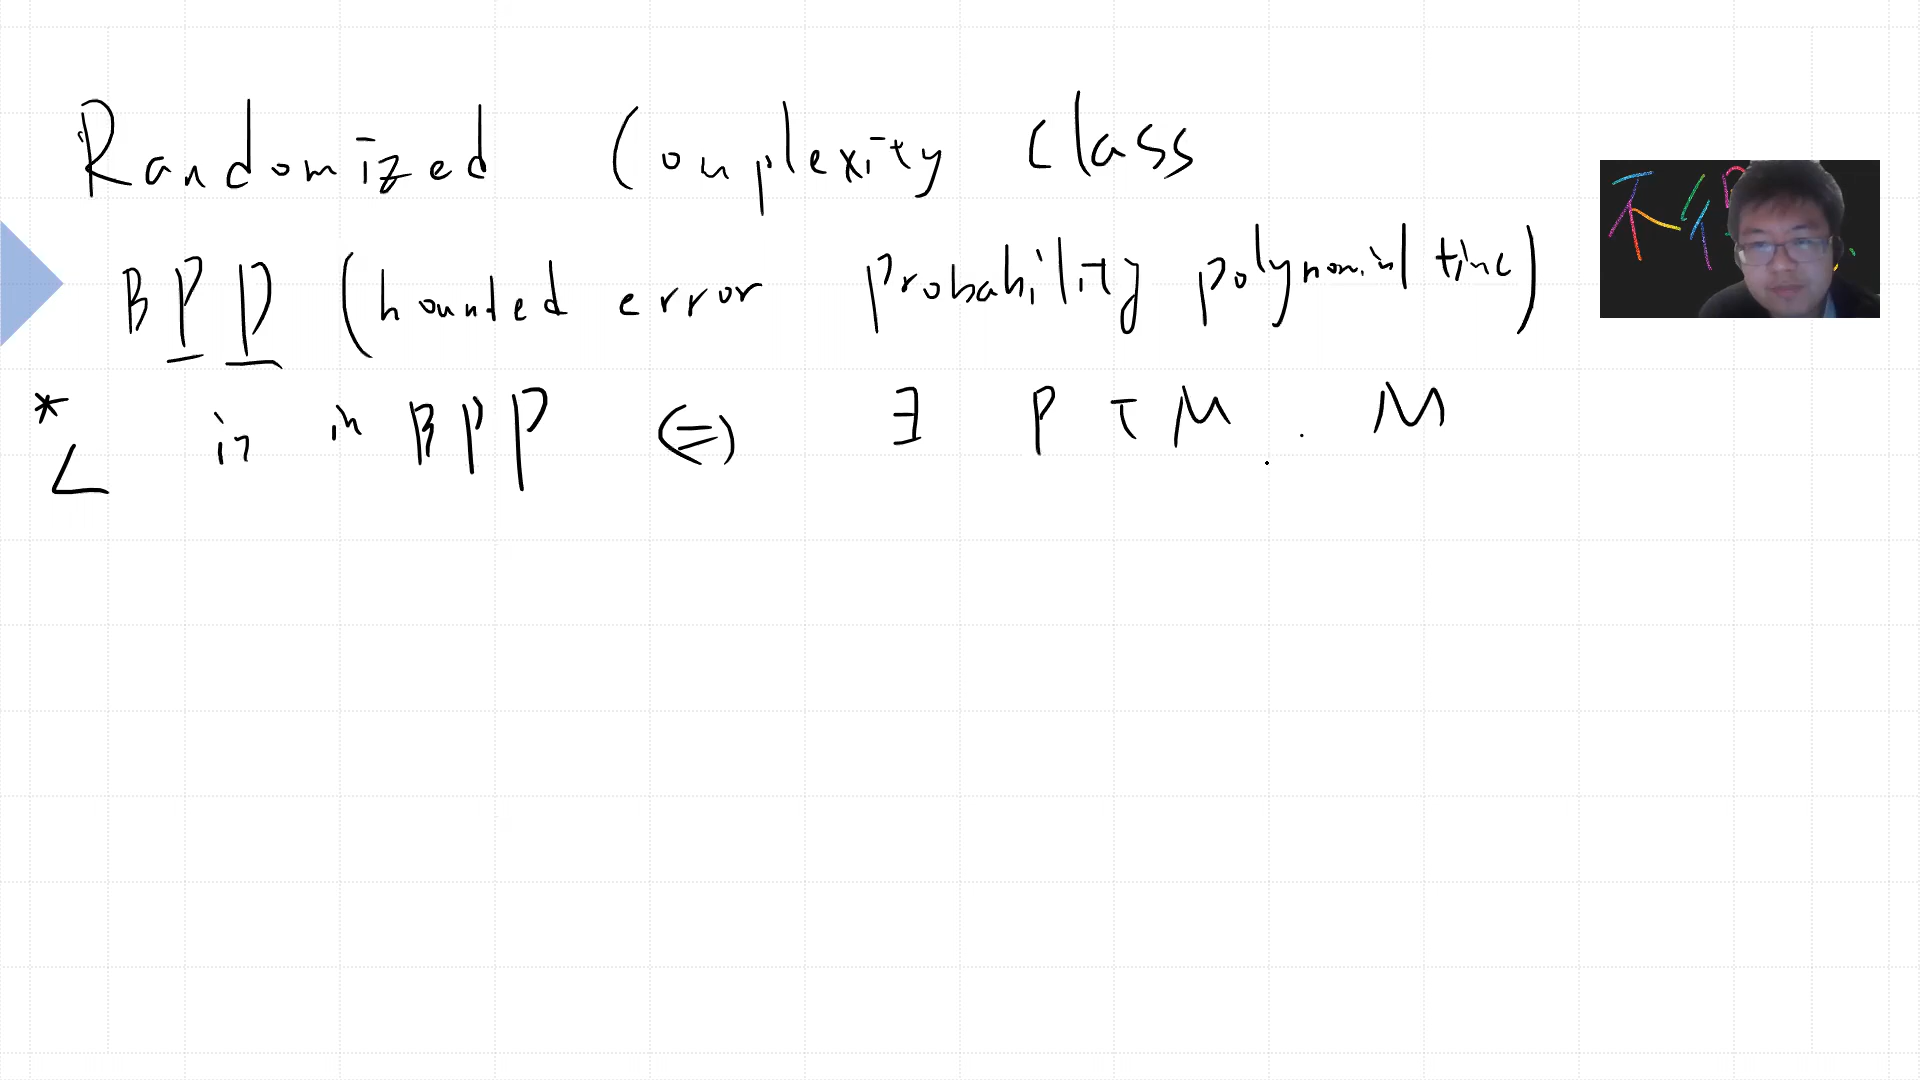 Randomized Complexity class
BPP (bounded error probability polynomial time)
* L is in BPP ⇔ ∃ PTM . M